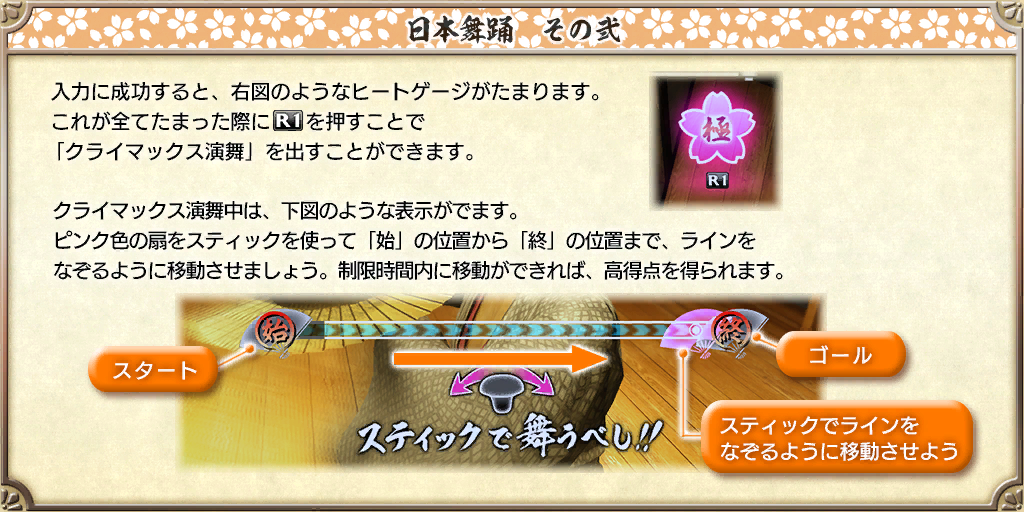 日本舞踊 その弐
入力に成功すると、右図のようなヒートゲージがたまります。
これが全てたまった際にR1を押すことで
「クライマックス演舞」を出すことができます。
極
R1
クライマックス演舞中は、下図のような表示がでます。
ピンク色の扇をスティックを使って「始」の位置から「終」の位置まで、ラインを
なぞるように移動させましょう。制限時間内に移動ができれば、高得点を得られます。
始
終
スタート
ゴール
スティックで舞うべし!!
スティックでラインを
なぞるように移動させよう